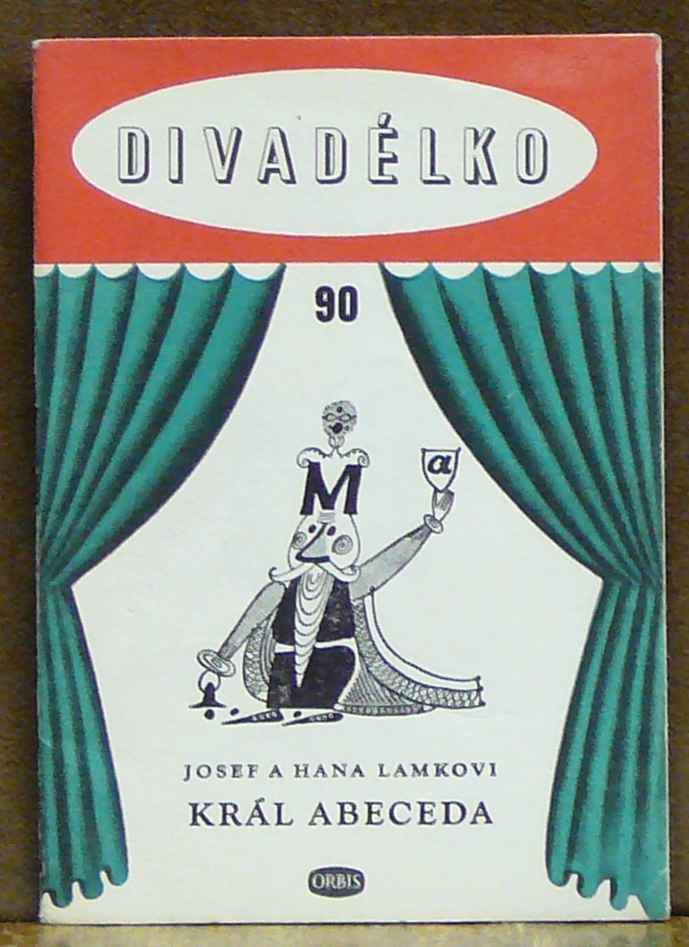 DIVADÉLKO
90
M
a
JOSEF A HANA LAMKOVI
KRÁL ABECEDA
ORBIS